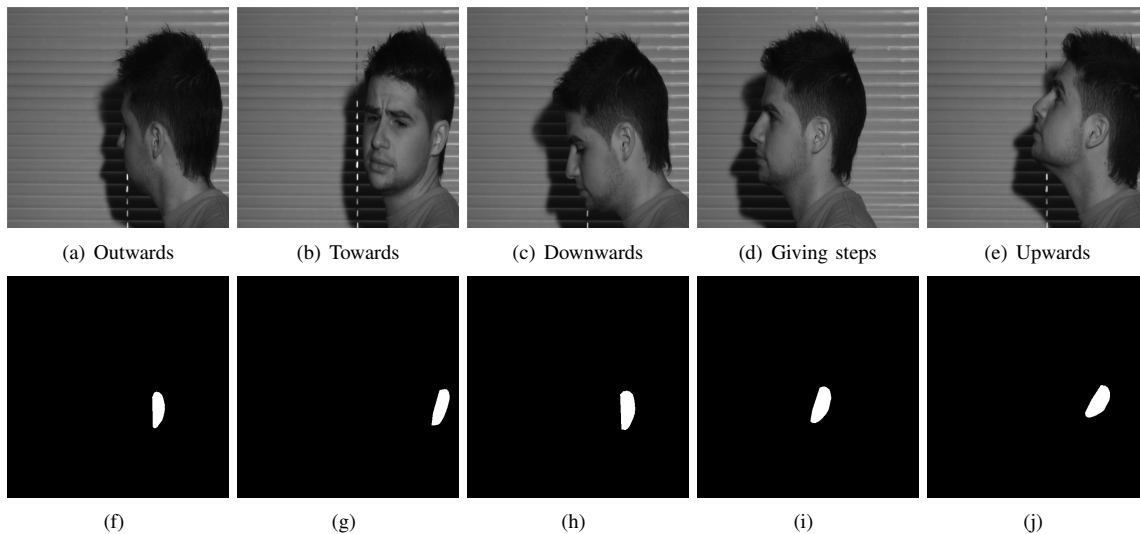 (a) Outwards
(b) Towards
(c) Downwards
(d) Giving steps
(e) Upwards
(f)
(g)
(h)
(i)
(j)